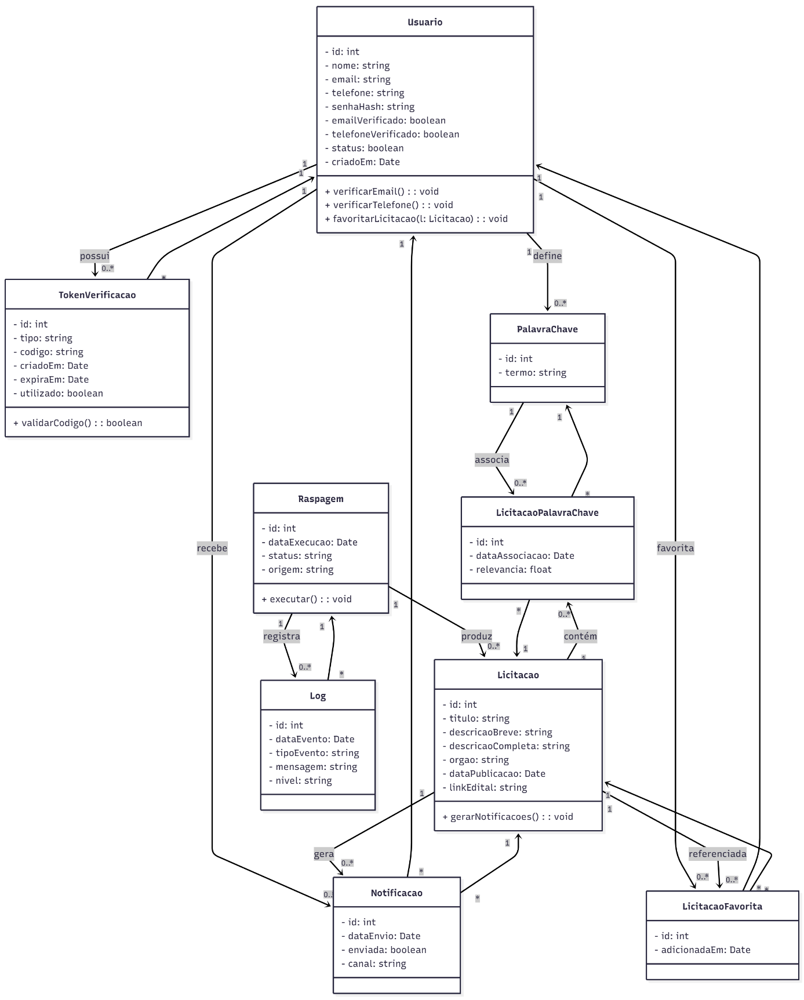 Usuario
- id: int
- nome: string
- email: string
- telefone: string
- senhaHash: string
- emailVerificado: boolean
- telefoneVerificado: boolean
- status: boolean
- criadoEm: Date
+ verificarEmail() : : void
+ verificarTelefone() : : void
+ favoritarLicitacao(l: Licitacao) : : void
1
1
1
1
1
1
1
possui
0..*
*
define
0..*
TokenVerificacao
- id: int
- tipo: string
- codigo: string
- criadoEm: Date
- expiraEm: Date
- utilizado: boolean
+ validarCodigo() : : boolean
PalavraChave
- id: int
- termo: string
1
1
associa
0..*
*
Raspagem
- id: int
- dataExecucao: Date
- status: string
- origem: string
+ executar() : : void
LicitacaoPalavraChave
- id: int
- dataAssociacao: Date
- relevancia: float
recebe
favorita
1
1
1
registra
0..*
*
produz
0..*
*
1
0..*
contém
1
Log
- id: int
- dataEvento: Date
- tipoEvento: string
- mensagem: string
- nivel: string
Licitacao
- id: int
- titulo: string
- descricaoBreve: string
- descricaoCompleta: string
- orgao: string
- dataPublicacao: Date
- linkEdital: string
+ gerarNotificacoes() : : void
1
1
1
1
gera
0..*
*
*
0..
referenciada
0..*
0..*
*
*
Notificacao
- id: int
- dataEnvio: Date
- enviada: boolean
- canal: string
LicitacaoFavorita
- id: int
- adicionadaEm: Date